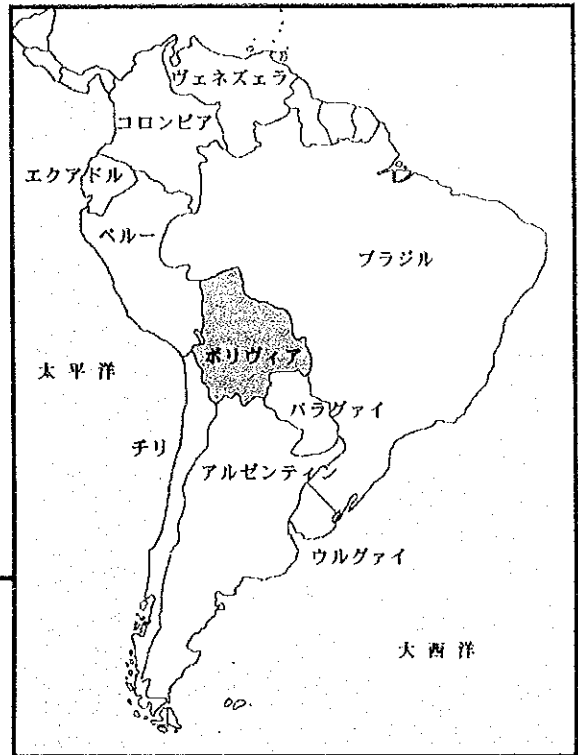 ヴェネズェラ
コロンビア
エクアドル
ペルー
ブラジル
ボリヴィア
太平洋
パラグァイ
チリ
アルゼンティン
ウルグァイ
大西洋